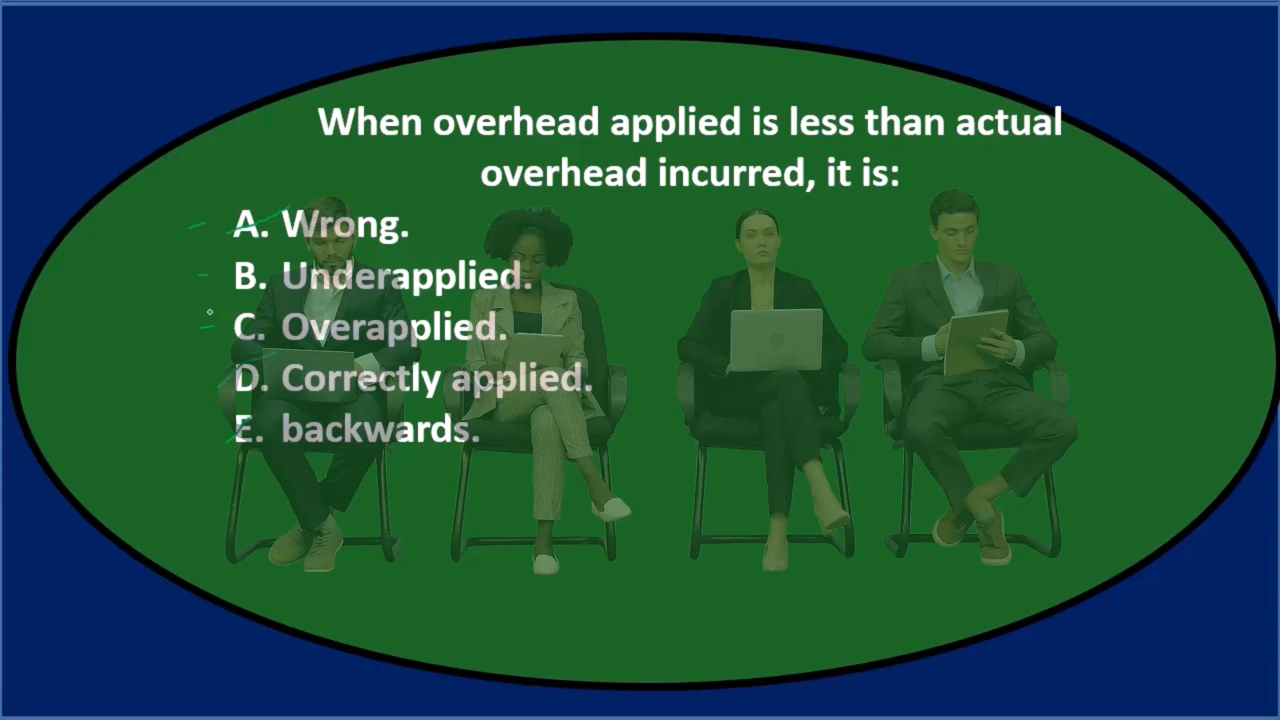 When overhead applied is less than actual
overhead incurred, it is:
A. Wrong.
B. Underapplied.
C. Overapplied.
D. Correctly applied.
E. backwards.